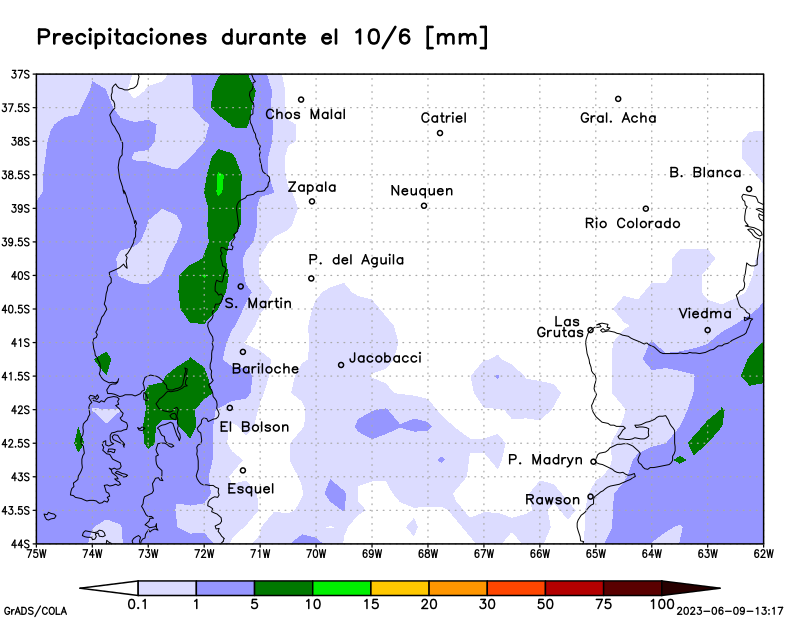 Precipitaciones durante el 10/6 [mm]
37S
37.5S
38S
38.5S
39S
39.5S
40S
40.5S
41S
41.5S
42S
42.5S
43S
43.5S
44S
Chos Malal
Catriel
Gral. Acha
B. Blanca
Zapala
Neuquen
Rio Colorado
P. del Aguila
S. Martin
Viedma
Las
Grutas
Jacobacci
Bariloche
El Bolson
P. Madryn
Esquel
Rawson
75W 74W 73W 72W 71W 70W 69W 68W 67W 66W 65W 64W 63W 62W
0.1 1 5 10 15 20 30 50 75 100
GrADS/COLA
2023-06-09-13:17